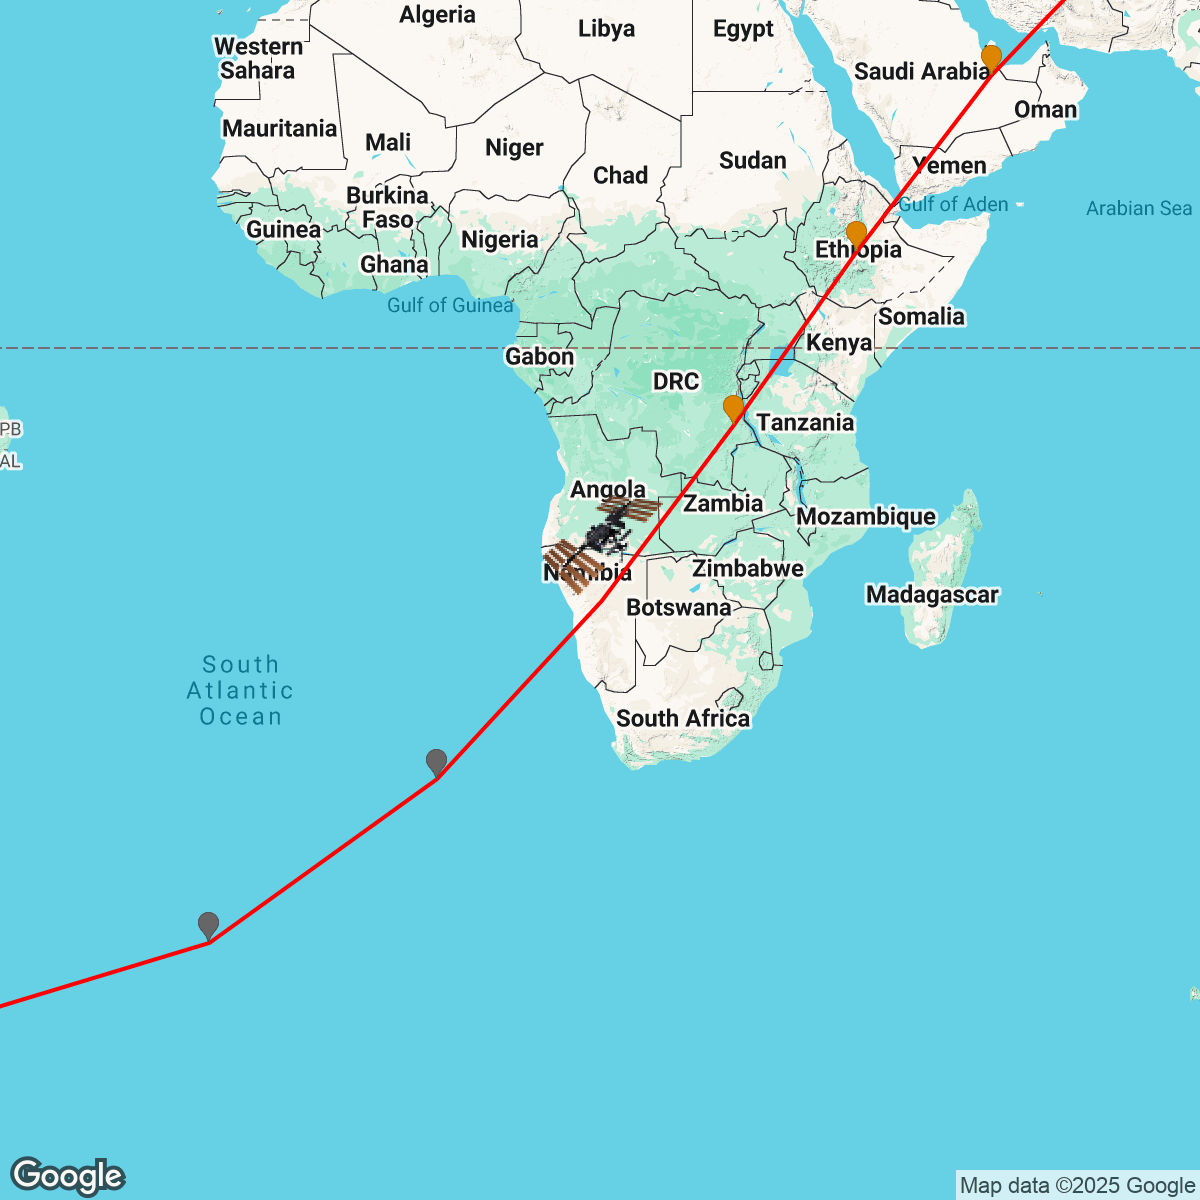 Algeria
Libya
Egypt
Western
Sahara
Saudi Arabia
Oman
Mauritania
Mali
Niger
Chad
Sudan
Yemen
Burkina
Faso
Gulf of Aden
Arabian Sea
Guinea
Nigeria
Ethiopia
Ghana
Gulf of Guinea
Somalia
Gabon
Kenya
DRC
PB
Tanzania
AL
Angola
Zambia
Mozambique
Namibia
Zimbabwe
Madagascar
Botswana
South
Atlantic
Ocean
South Africa
Google
Map data ©2025 Google